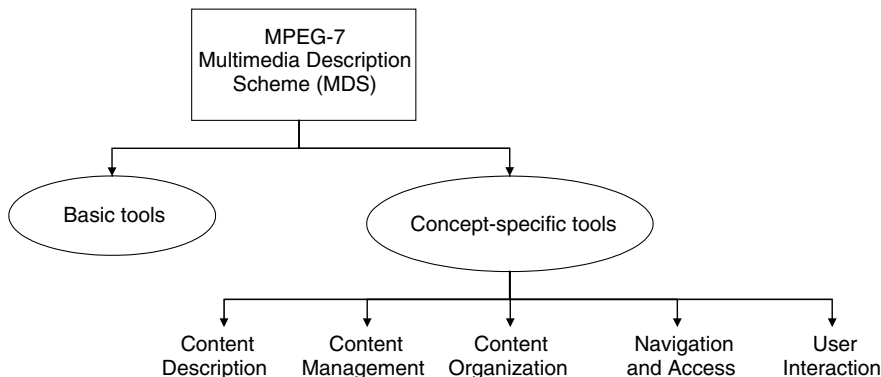 MPEG-7
Multimedia Description
Scheme (MDS)
Basic tools
Concept-specific tools
Content
Description
Content
Management
Content
Organization
Navigation
and Access
User
Interaction